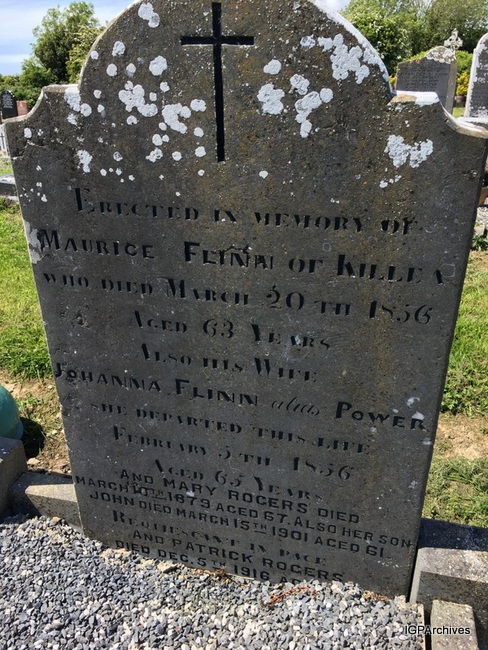 ERECTED IN MEMORY OF
MAURICE FLINN OF KILLEA
WHO DIED MARCH 20TH 1856
AGED 63 YEARS
ALSO HIS WIFE
JOHANNA FLINN alias POWER
SHE DEPARTED THIS LIFE
FEBRUARY 5TH 1856
AGED 65 YEARS
AND MARY ROGERS DIED
MARCH 1879 AGED 67. ALSO HER SON
JOHN DIED MARCH 15TH 1901 AGED 61.
REQUIESCANT IN PACE
AND PATRICK ROGERS
DIED DEC. 5TH 1916
IGPArchives